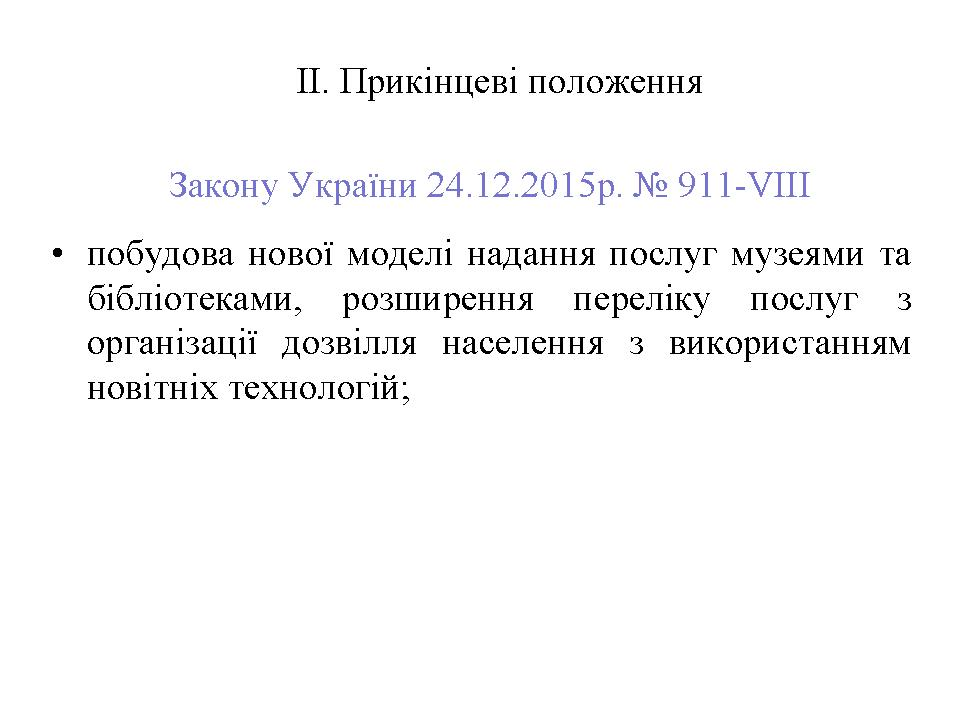 ІІ. Прикінцеві положення
Закону України 24.12.2015р. № 911-VIII
• побудова нової моделі надання послуг музеями та
бібліотеками, розширення переліку послуг з
організації дозвілля населення з використанням
новітніх технологій;